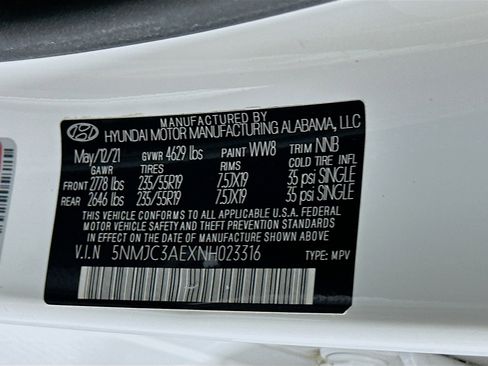 MANUFACTURED BY
HYUNDAI MOTOR MANUFACTURING ALABAMA, LLC
May/12/21 GVWR 4629 lbs PAINT WW8 TRIM NNB
GAWR TIRES RIMS COLD TIRE INFL.
FRONT 2778 lbs 235/55R19 7.5JX19 35 psi SINGLE
REAR 2646 lbs 235/55R19 7.5JX19 35 psi SINGLE
THIS VEHICLE CONFORMS TO ALL APPLICABLE U.S.A. FEDERAL
MOTOR VEHICLE SAFETY AND THEFT PREVENTION STANDARDS
IN EFFECT ON THE DATE OF MANUFACTURE SHOWN ABOVE.
V.I.N 5NMJC3AEXNH023316 TYPE: MPV